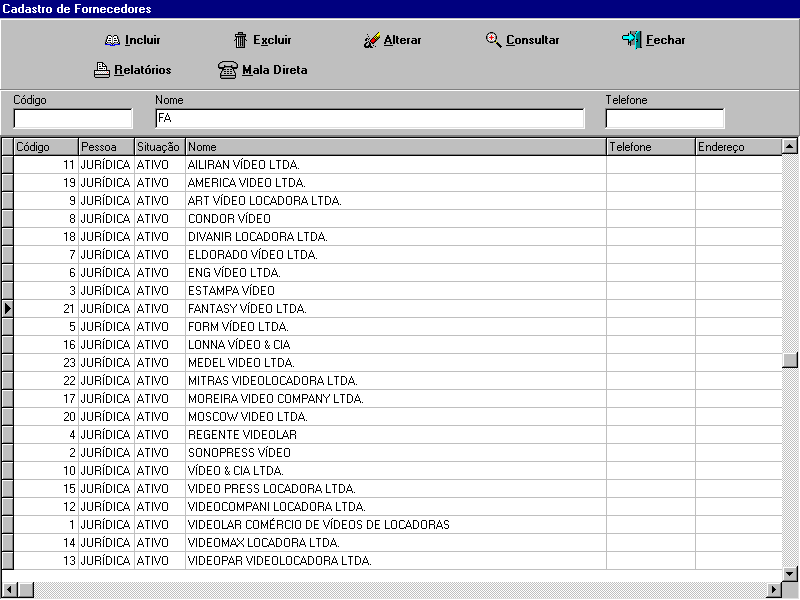 Cadastro de Fornecedores
Incluir Excluir Alterar Consultar Fechar
Relatórios Mala Direta
Código Nome Telefone
FA
Código Pessoa Situação Nome Telefone Endereço
11 JURÍDICA ATIVO AILIRAN VÍDEO LTDA.
19 JURÍDICA ATIVO AMERICA VIDEO LTDA.
9 JURÍDICA ATIVO ART VÍDEO LOCADORA LTDA.
8 JURÍDICA ATIVO CONDOR VÍDEO
18 JURÍDICA ATIVO DIVANIR LOCADORA LTDA.
7 JURÍDICA ATIVO ELDORADO VÍDEO LTDA.
6 JURÍDICA ATIVO ENG VÍDEO LTDA.
3 JURÍDICA ATIVO ESTAMPA VÍDEO
21 JURÍDICA ATIVO FANTASY VÍDEO LTDA.
5 JURÍDICA ATIVO FORM VÍDEO LTDA.
16 JURÍDICA ATIVO LONNA VÍDEO & CIA
23 JURÍDICA ATIVO MEDEL VIDEO LTDA.
22 JURÍDICA ATIVO MITRAS VIDEOLOCADORA LTDA.
17 JURÍDICA ATIVO MOREIRA VIDEO COMPANY LTDA.
20 JURÍDICA ATIVO MOSCOW VIDEO LTDA.
4 JURÍDICA ATIVO REGENTE VIDEOLAR
2 JURÍDICA ATIVO SONOPRESS VÍDEO
10 JURÍDICA ATIVO VÍDEO & CIA LTDA.
15 JURÍDICA ATIVO VIDEO PRESS LOCADORA LTDA.
12 JURÍDICA ATIVO VIDEOCOMPANI LOCADORA LTDA.
1 JURÍDICA ATIVO VIDEOLAR COMÉRCIO DE VÍDEOS DE LOCADORAS
14 JURÍDICA ATIVO VIDEOMAX LOCADORA LTDA.
13 JURÍDICA ATIVO VIDEOPAR VIDEOLOCADORA LTDA.